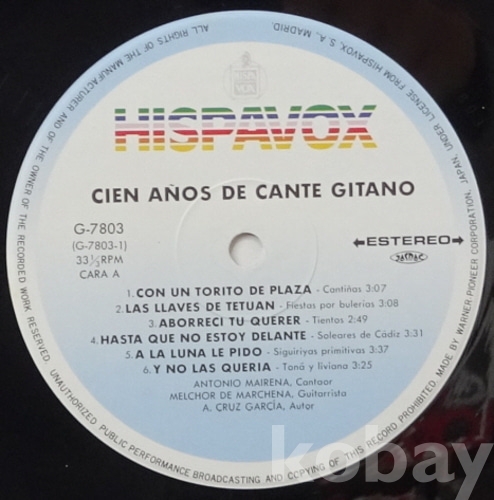 HISPAVOX
CIEN AÑOS DE CANTE GITANO
G-7803
(G-7803-1)
33⅓RPM
CARA A
ESTEREO
JASRAC
1.CON UN TORITO DE PLAZA - Cantiñas 3:07
2.LAS LLAVES DE TETUAN - Fiestas por bulerias 3:08
3.ABORRECI TU QUERER - Tientos 2:49
4.HASTA QUE NO ESTOY DELANTE - Soleares de Cádiz 3:31
5.A LA LUNA LE PIDO - Siguiriyas primitivas 3:37
6.Y NO LAS QUERIA - Toná y liviana 3:25
ANTONIO MAIRENA, Cantaor
MELCHOR DE MARCHENA, Guitarrista
A. CRUZ GARCÍA, Autor
ALL RIGHTS OF THE MANUFACTURER AND OF THE OWNER OF THE RECORDED WORK RESERVED. UNAUTHORIZED PUBLIC PERFORMANCE BROADCASTING AND COPYING OF THIS RECORD PROHIBITED. MADE BY WARNER-PIONEER CORPORATION, JAPAN, UNDER LICENSE FROM HISPAVOX, S. A., MADRID.
kobay